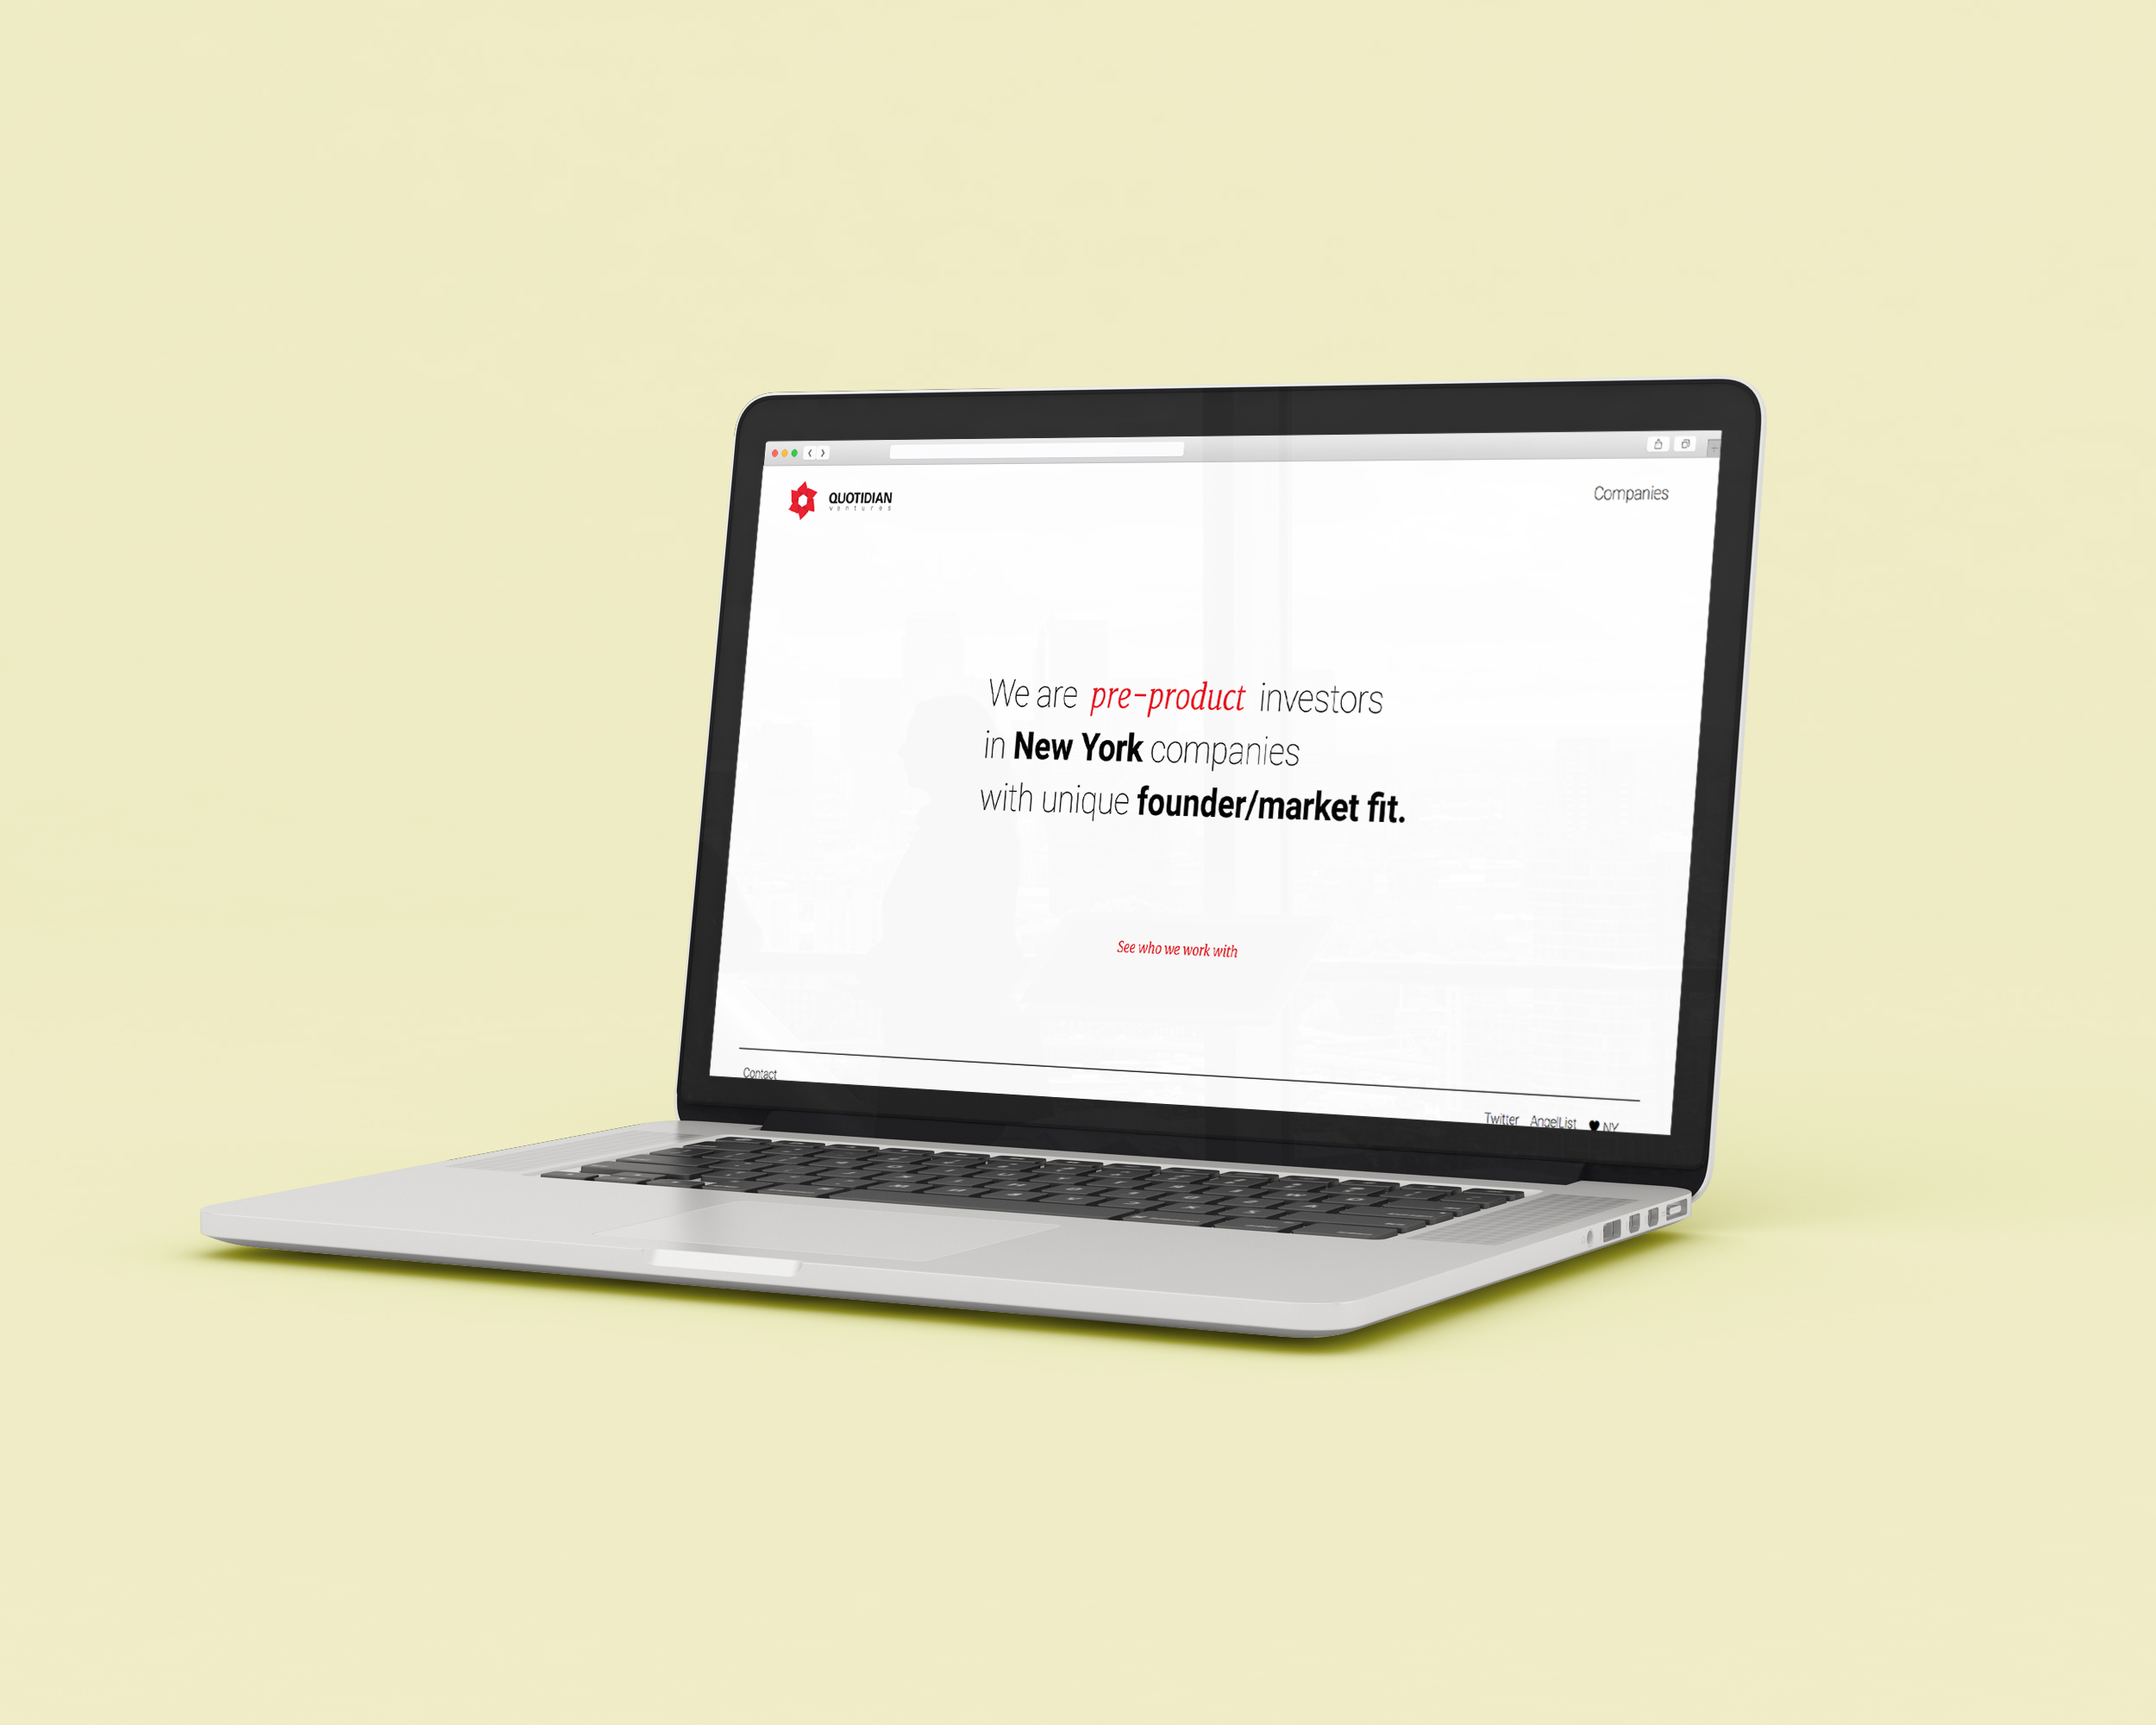 QUOTIDIAN
ventures
Companies
We are pre-product investors
in New York companies
with unique founder/market fit.
See who we work with
Contact
Twitter AngelList ♥ NY